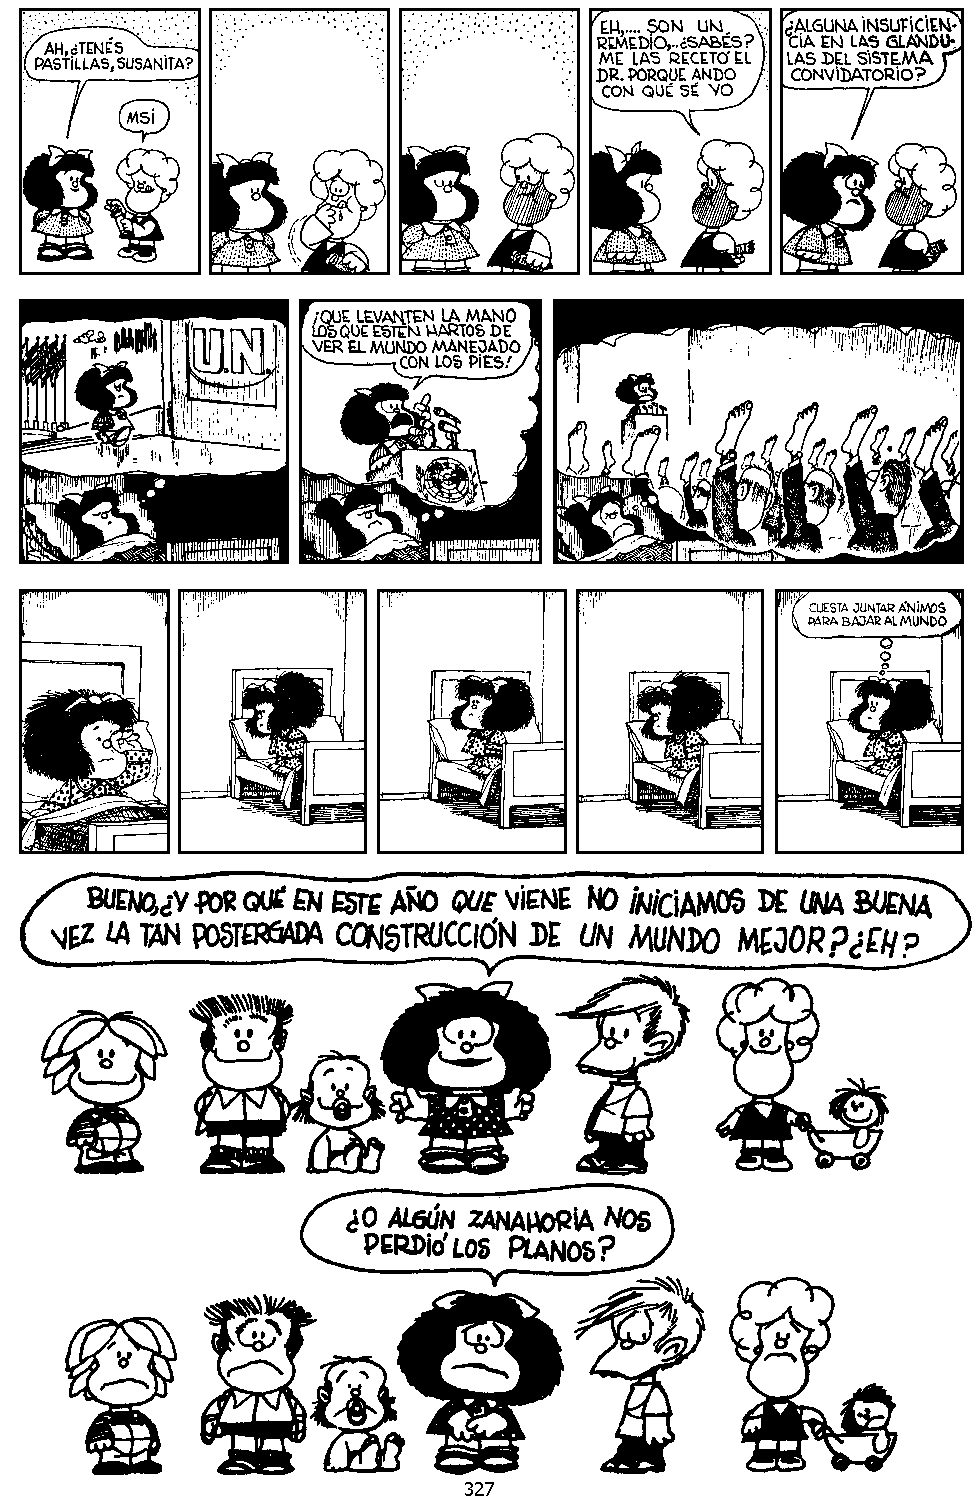 AH,¿TENÉS
PASTILLAS, SUSANITA?
MSÍ
EH,.... SON UN
REMEDIO,..¿SABÉS?
ME LAS RECETÓ EL
DR. PORQUE ANDO
CON QUÉ SÉ YO
¿ALGUNA INSUFICIEN-
CIA EN LAS GLÁNDU-
LAS DEL SISTEMA
CONVIDATORIO?
U.N.
¡QUE LEVANTEN LA MANO
LOS QUE ESTÉN HARTOS DE
VER EL MUNDO MANEJADO
CON LOS PIES!
CUESTA JUNTAR ÁNIMOS
PARA BAJAR AL MUNDO
BUENO,¿Y POR QUÉ EN ESTE AÑO QUE VIENE NO INICIAMOS DE UNA BUENA
VEZ LA TAN POSTERGADA CONSTRUCCIÓN DE UN MUNDO MEJOR? ¿EH?
¿O ALGÚN ZANAHORIA NOS
PERDIÓ LOS PLANOS?
327